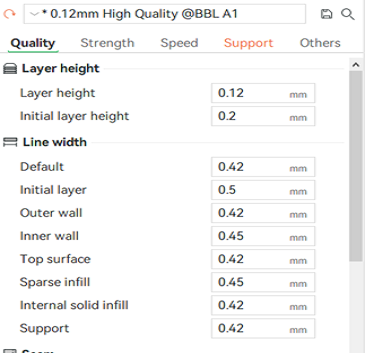 * 0.12mm High Quality @BBL A1
Quality Strength Speed Support Others
Layer height
Layer height 0.12 mm
Initial layer height 0.2 mm
Line width
Default 0.42 mm
Initial layer 0.5 mm
Outer wall 0.42 mm
Inner wall 0.45 mm
Top surface 0.42 mm
Sparse infill 0.45 mm
Internal solid infill 0.42 mm
Support 0.42 mm